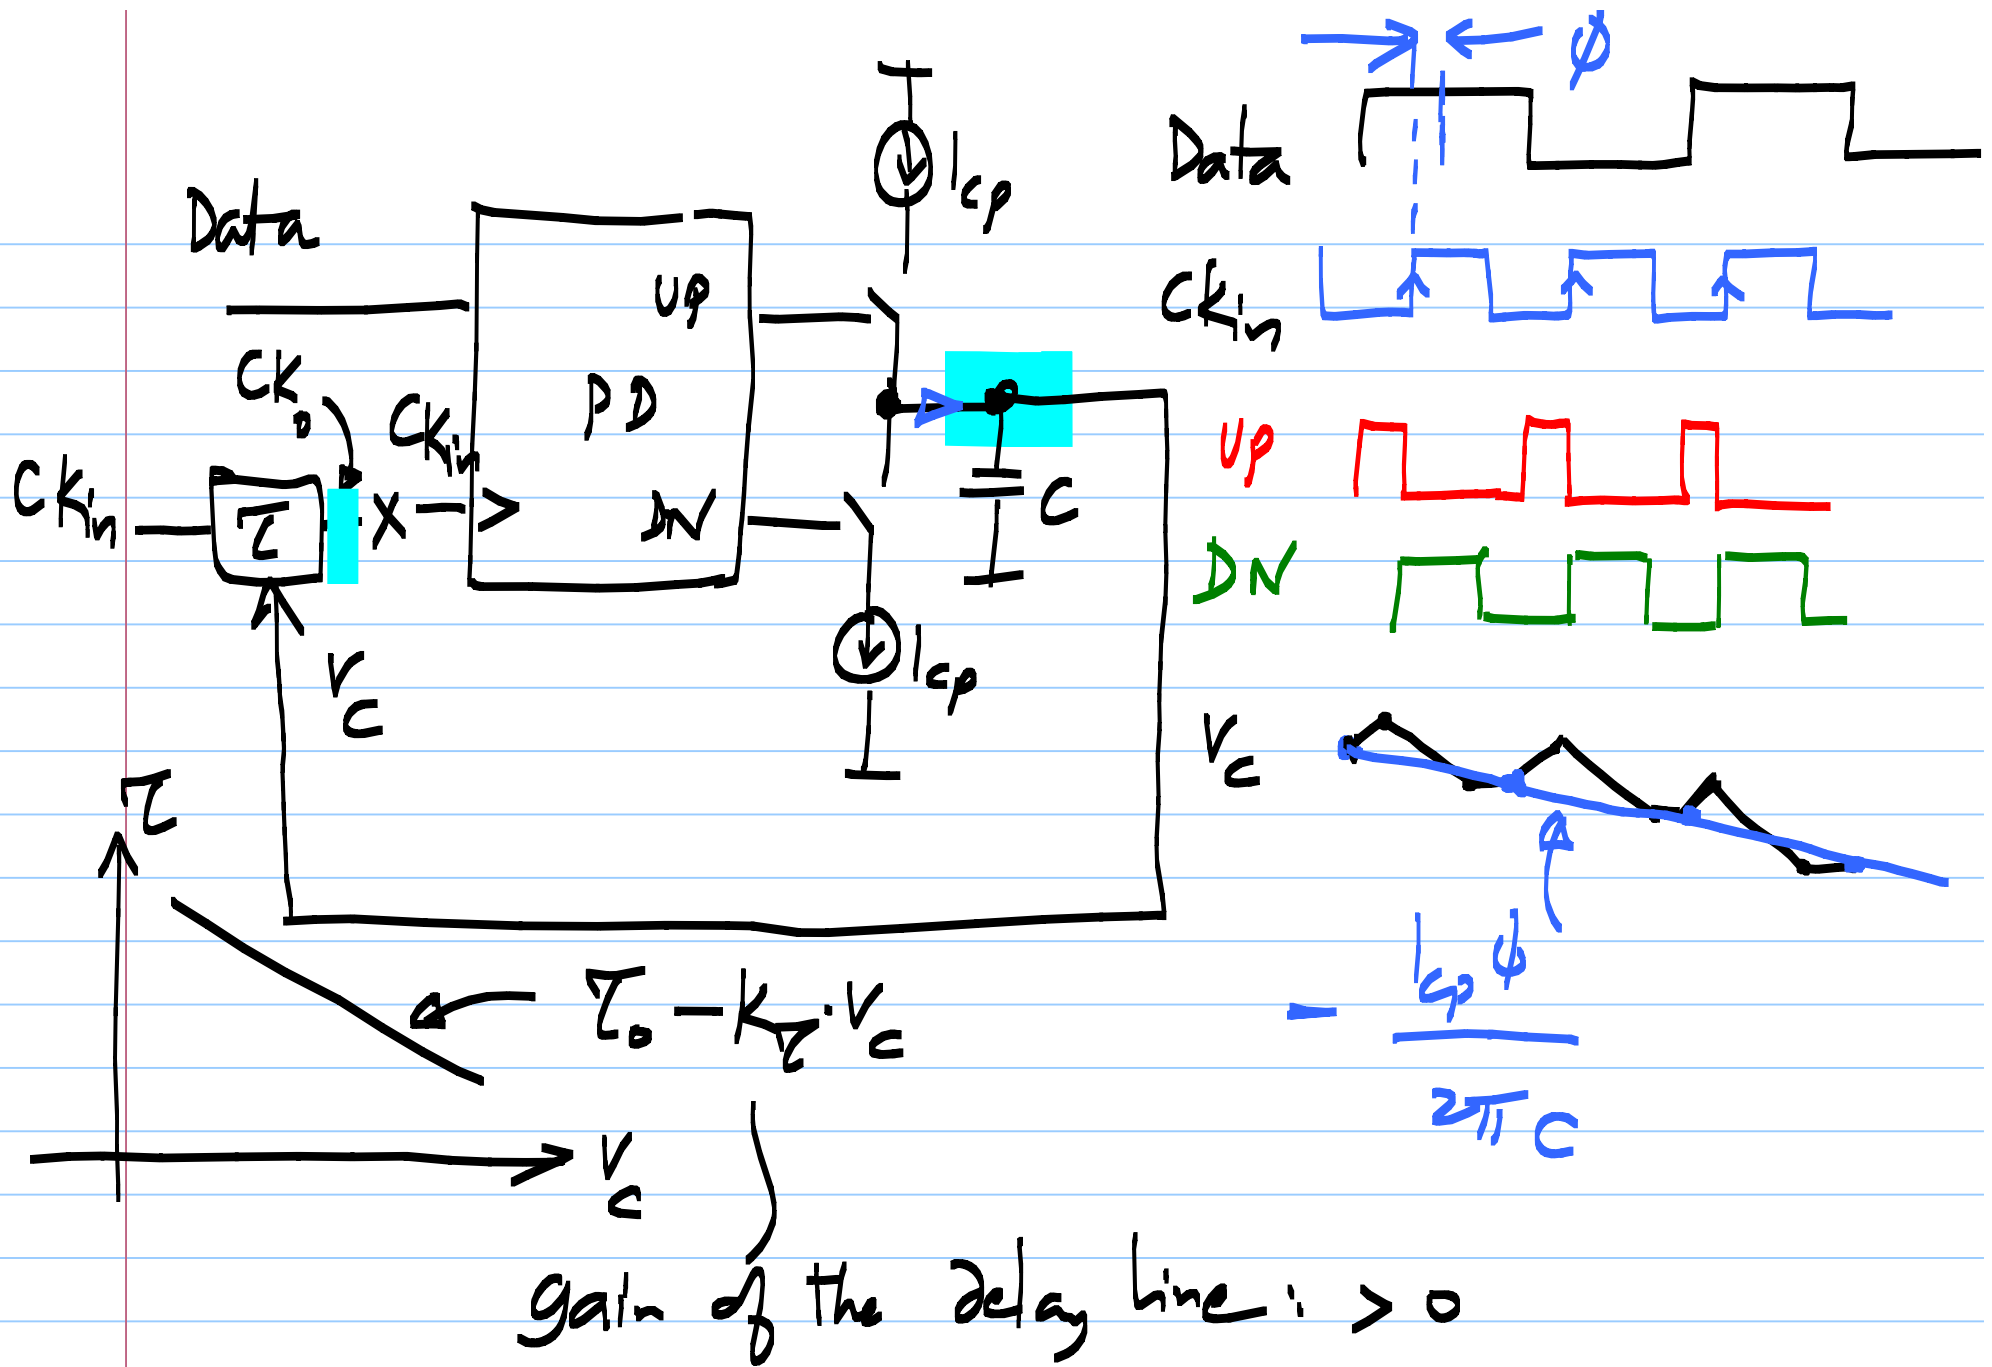 Data
CK₀
CKin
CKin
τ
X
PD
UP
DN
Icp
Icp
C
Vc
τ
τ₀ − Kτ · Vc
Vc
gain of the delay line : > 0
ϕ
Data
CKin
UP
DN
Vc
− Icp ϕ
2π C